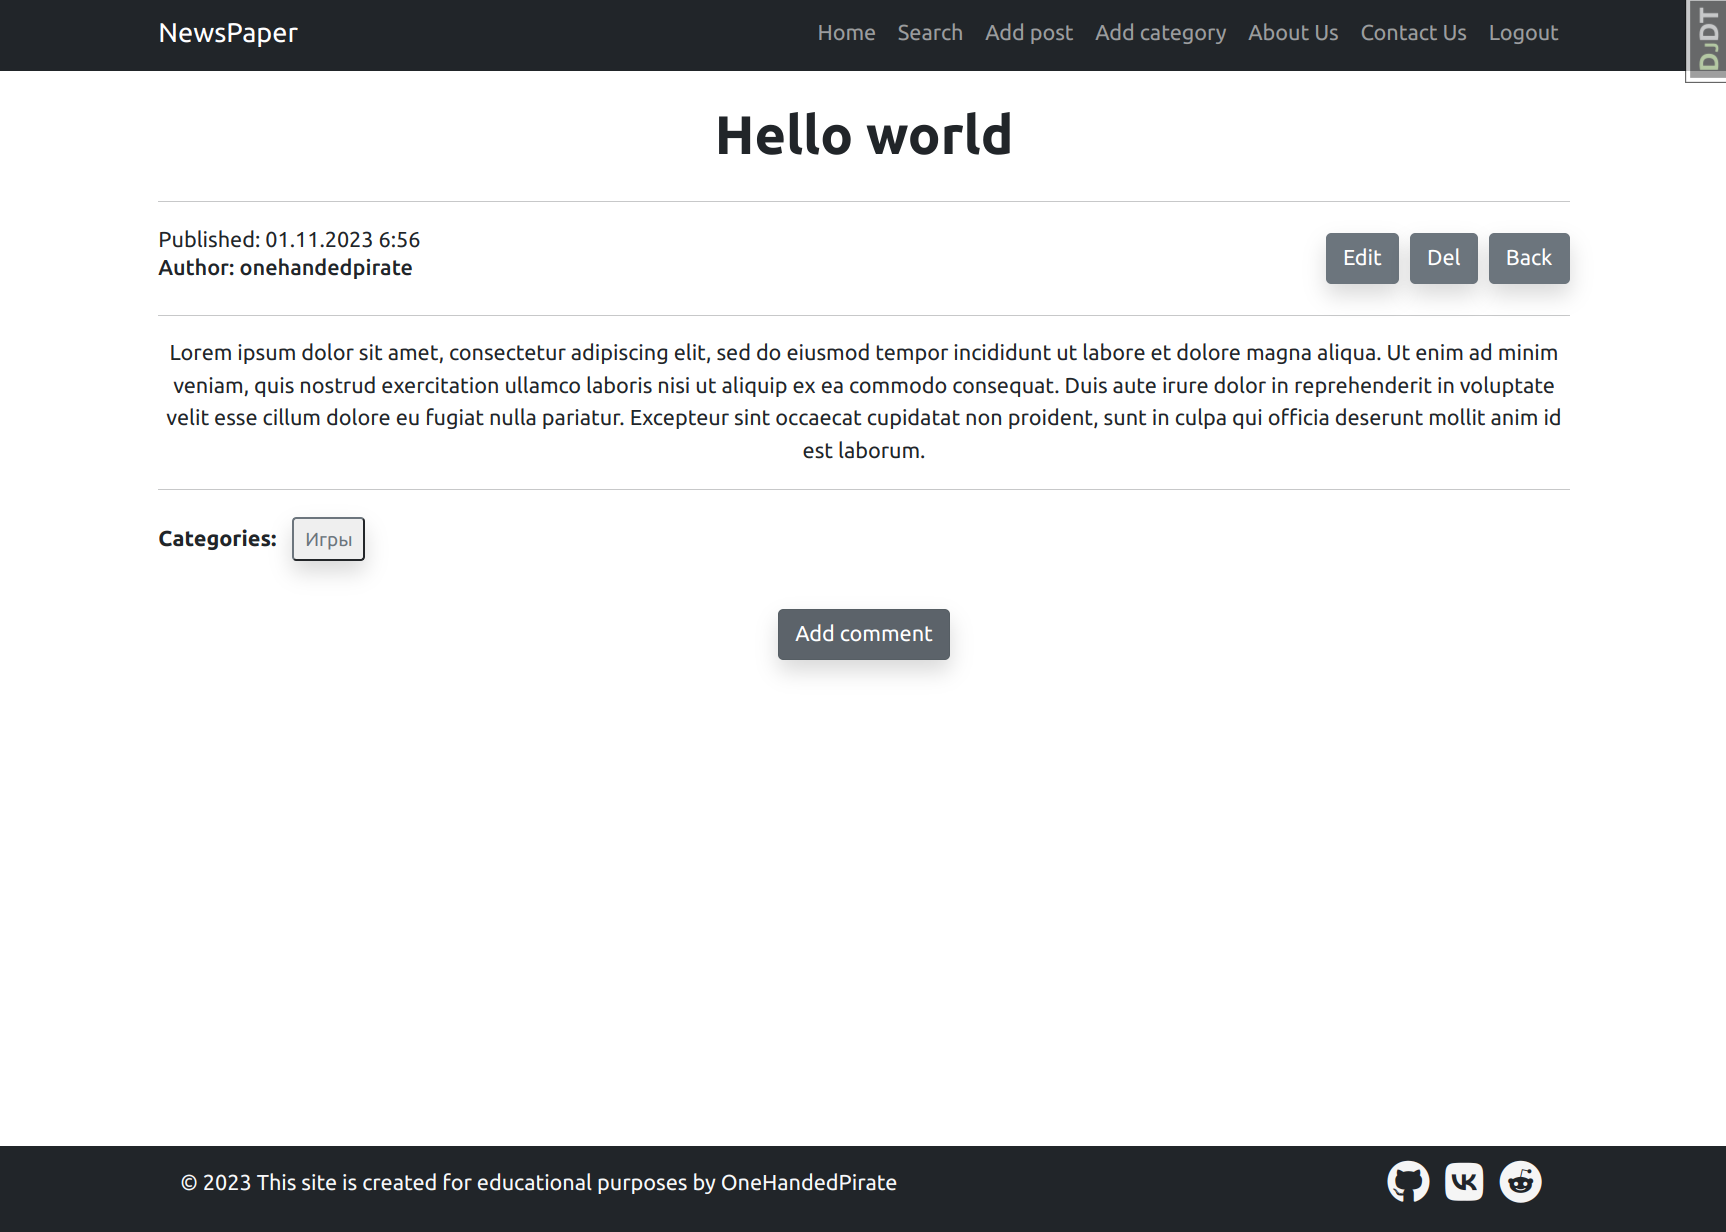 NewsPaper
Home Search Add post Add category About Us Contact Us Logout
DJDT
Hello world
Published: 01.11.2023 6:56
Author: onehandedpirate
Edit Del Back
Lorem ipsum dolor sit amet, consectetur adipiscing elit, sed do eiusmod tempor incididunt ut labore et dolore magna aliqua. Ut enim ad minim
veniam, quis nostrud exercitation ullamco laboris nisi ut aliquip ex ea commodo consequat. Duis aute irure dolor in reprehenderit in voluptate
velit esse cillum dolore eu fugiat nulla pariatur. Excepteur sint occaecat cupidatat non proident, sunt in culpa qui officia deserunt mollit anim id
est laborum.
Categories: Игры
Add comment
© 2023 This site is created for educational purposes by OneHandedPirate